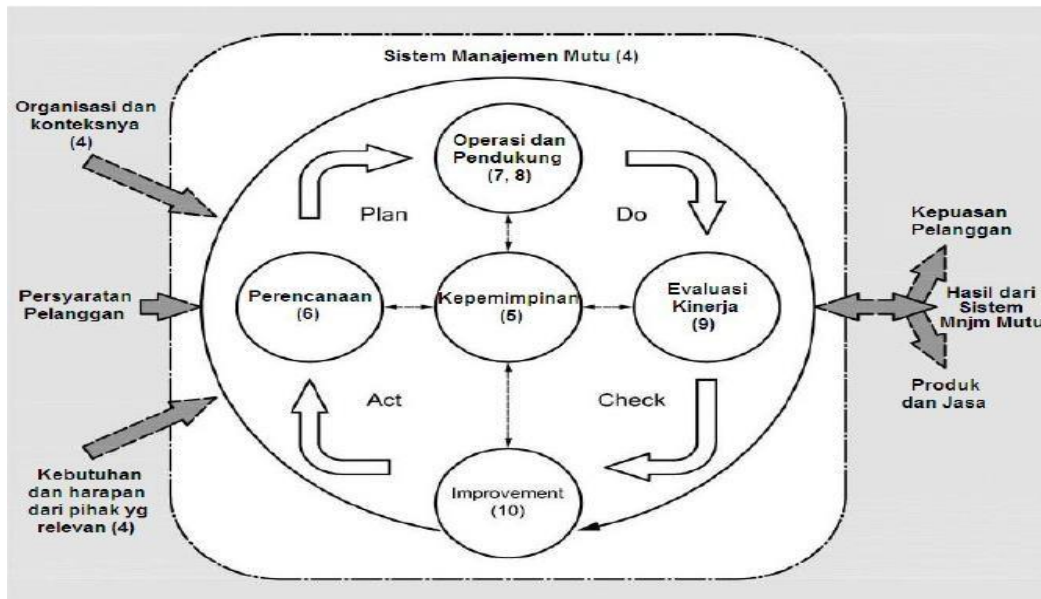 Sistem Manajemen Mutu (4)
Organisasi dan
konteksnya
(4)
Operasi dan
Pendukung
(7, 8)
Plan
Do
Kepuasan
Pelanggan
Persyaratan
Pelanggan
Perencanaan
(6)
Kepemimpinan
(5)
Evaluasi
Kinerja
(9)
Hasil dari
Sistem
Mnjm Mutu
Act
Check
Produk
dan Jasa
Kebutuhan
dan harapan
dari pihak yg
relevan (4)
Improvement
(10)